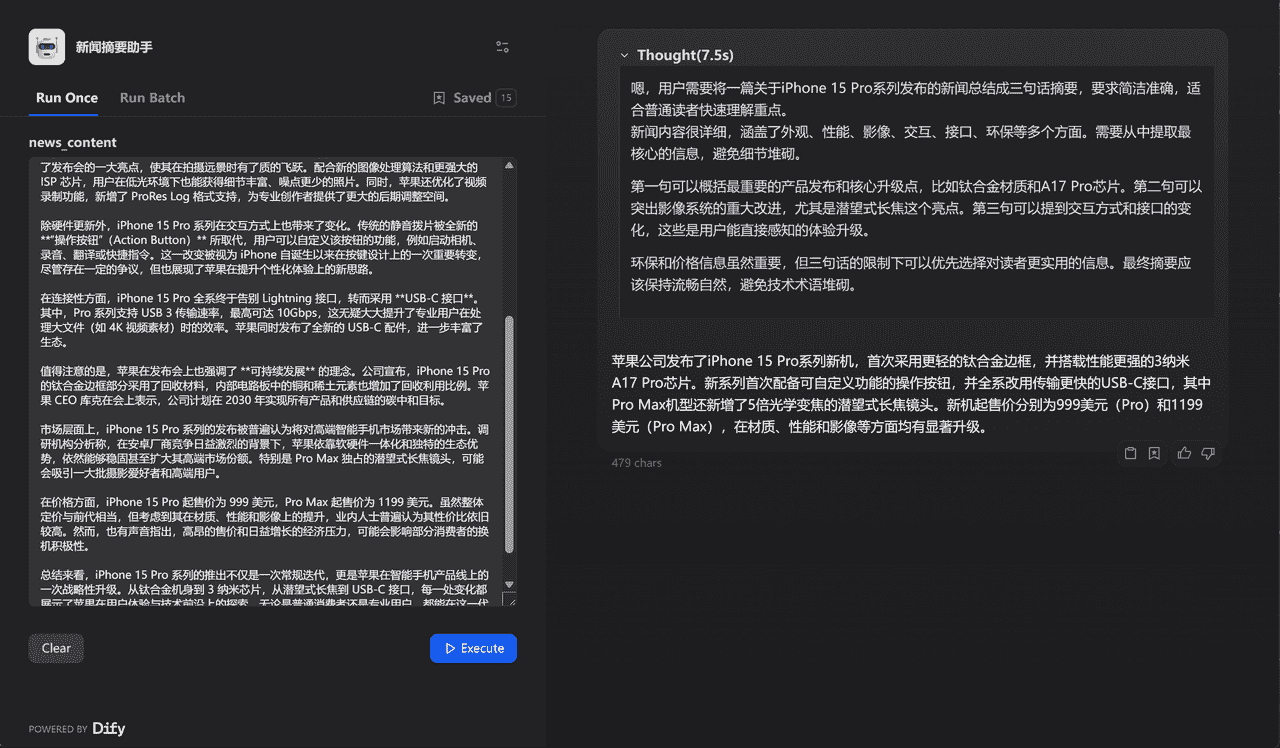 新闻摘要助手
Run Once
Run Batch
Saved
15
news_content
了发布会的一大亮点，使其在拍摄远景时有了质的飞跃。配合新的图像处理算法和更强大的
ISP 芯片，用户在低光环境下也能获得细节丰富、噪点更少的照片。同时，苹果还优化了视频
录制功能，新增了 ProRes Log 格式支持，为专业创作者提供了更大的后期调整空间。
除硬件更新外，iPhone 15 Pro 系列在交互方式上也带来了变化。传统的静音拨片被全新的
**“操作按钮”（Action Button）** 所取代，用户可以自定义该按钮的功能，例如启动相机、
录音、翻译或快捷指令。这一改变被视为 iPhone 自诞生以来在按键设计上的一次重要转变，
尽管存在一定的争议，但也展现了苹果在提升个性化体验上的新思路。
在连接性方面，iPhone 15 Pro 全系终于告别 Lightning 接口，转而采用 **USB-C 接口**。
其中，Pro 系列支持 USB 3 传输速率，最高可达 10Gbps，这无疑大大提升了专业用户在处
理大文件（如 4K 视频素材）时的效率。苹果同时发布了全新的 USB-C 配件，进一步丰富了
生态。
值得注意的是，苹果在发布会上也强调了 **可持续发展** 的理念。公司宣布，iPhone 15 Pro
的钛合金边框部分采用了回收材料，内部电路板中的铜和稀土元素也增加了回收利用比例。苹
果 CEO 库克在会上表示，公司计划在 2030 年实现所有产品和供应链的碳中和目标。
市场层面上，iPhone 15 Pro 系列的发布被普遍认为将对高端智能手机市场带来新的冲击。调
研机构分析称，在安卓厂商竞争日益激烈的背景下，苹果依靠软硬件一体化和独特的生态优
势，依然能够稳固甚至扩大其高端市场份额。特别是 Pro Max 独占的潜望式长焦镜头，可能
会吸引一大批摄影爱好者和高端用户。
在价格方面，iPhone 15 Pro 起售价为 999 美元，Pro Max 起售价为 1199 美元。虽然整体
定价与前代相当，但考虑到其在材质、性能和影像上的提升，业内人士普遍认为其性价比依旧
较高。然而，也有声音指出，高昂的售价和日益增长的经济压力，可能会影响部分消费者的换
机积极性。
总结来看，iPhone 15 Pro 系列的推出不仅是一次常规迭代，更是苹果在智能手机产品线上的
一次战略性升级。从钛合金机身到 3 纳米芯片，从潜望式长焦到 USB-C 接口，每一处变化都
展示了苹果在用户体验与技术前沿上的探索。无论是普通消费者还是专业用户，都能在这一代
Clear
Execute
POWERED BY Dify
Thought(7.5s)
嗯，用户需要将一篇关于iPhone 15 Pro系列发布的新闻总结成三句话摘要，要求简洁准确，适
合普通读者快速理解重点。
新闻内容很详细，涵盖了外观、性能、影像、交互、接口、环保等多个方面。需要从中提取最
核心的信息，避免细节堆砌。
第一句可以概括最重要的产品发布和核心升级点，比如钛合金材质和A17 Pro芯片。第二句可以
突出影像系统的重大改进，尤其是潜望式长焦这个亮点。第三句可以提到交互方式和接口的变
化，这些是用户能直接感知的体验升级。
环保和价格信息虽然重要，但三句话的限制下可以优先选择对读者更实用的信息。最终摘要应
该保持流畅自然，避免技术术语堆砌。
苹果公司发布了iPhone 15 Pro系列新机，首次采用更轻的钛合金边框，并搭载性能更强的3纳米
A17 Pro芯片。新系列首次配备可自定义功能的操作按钮，并全系改用传输更快的USB-C接口，其中
Pro Max机型还新增了5倍光学变焦的潜望式长焦镜头。新机起售价分别为999美元（Pro）和1199
美元（Pro Max），在材质、性能和影像等方面均有显著升级。
479 chars